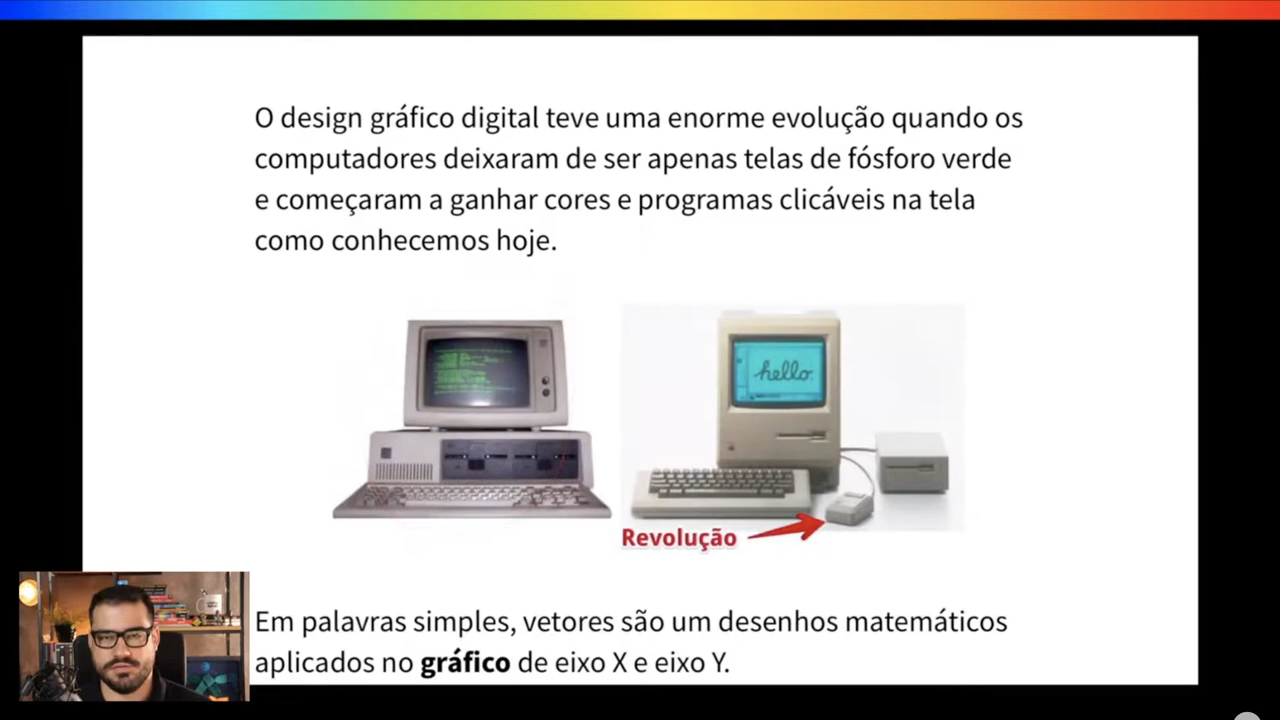 O design gráfico digital teve uma enorme evolução quando os
computadores deixaram de ser apenas telas de fósforo verde
e começaram a ganhar cores e programas clicáveis na tela
como conhecemos hoje.
hello.
Revolução
Em palavras simples, vetores são um desenhos matemáticos
aplicados no gráfico de eixo X e eixo Y.